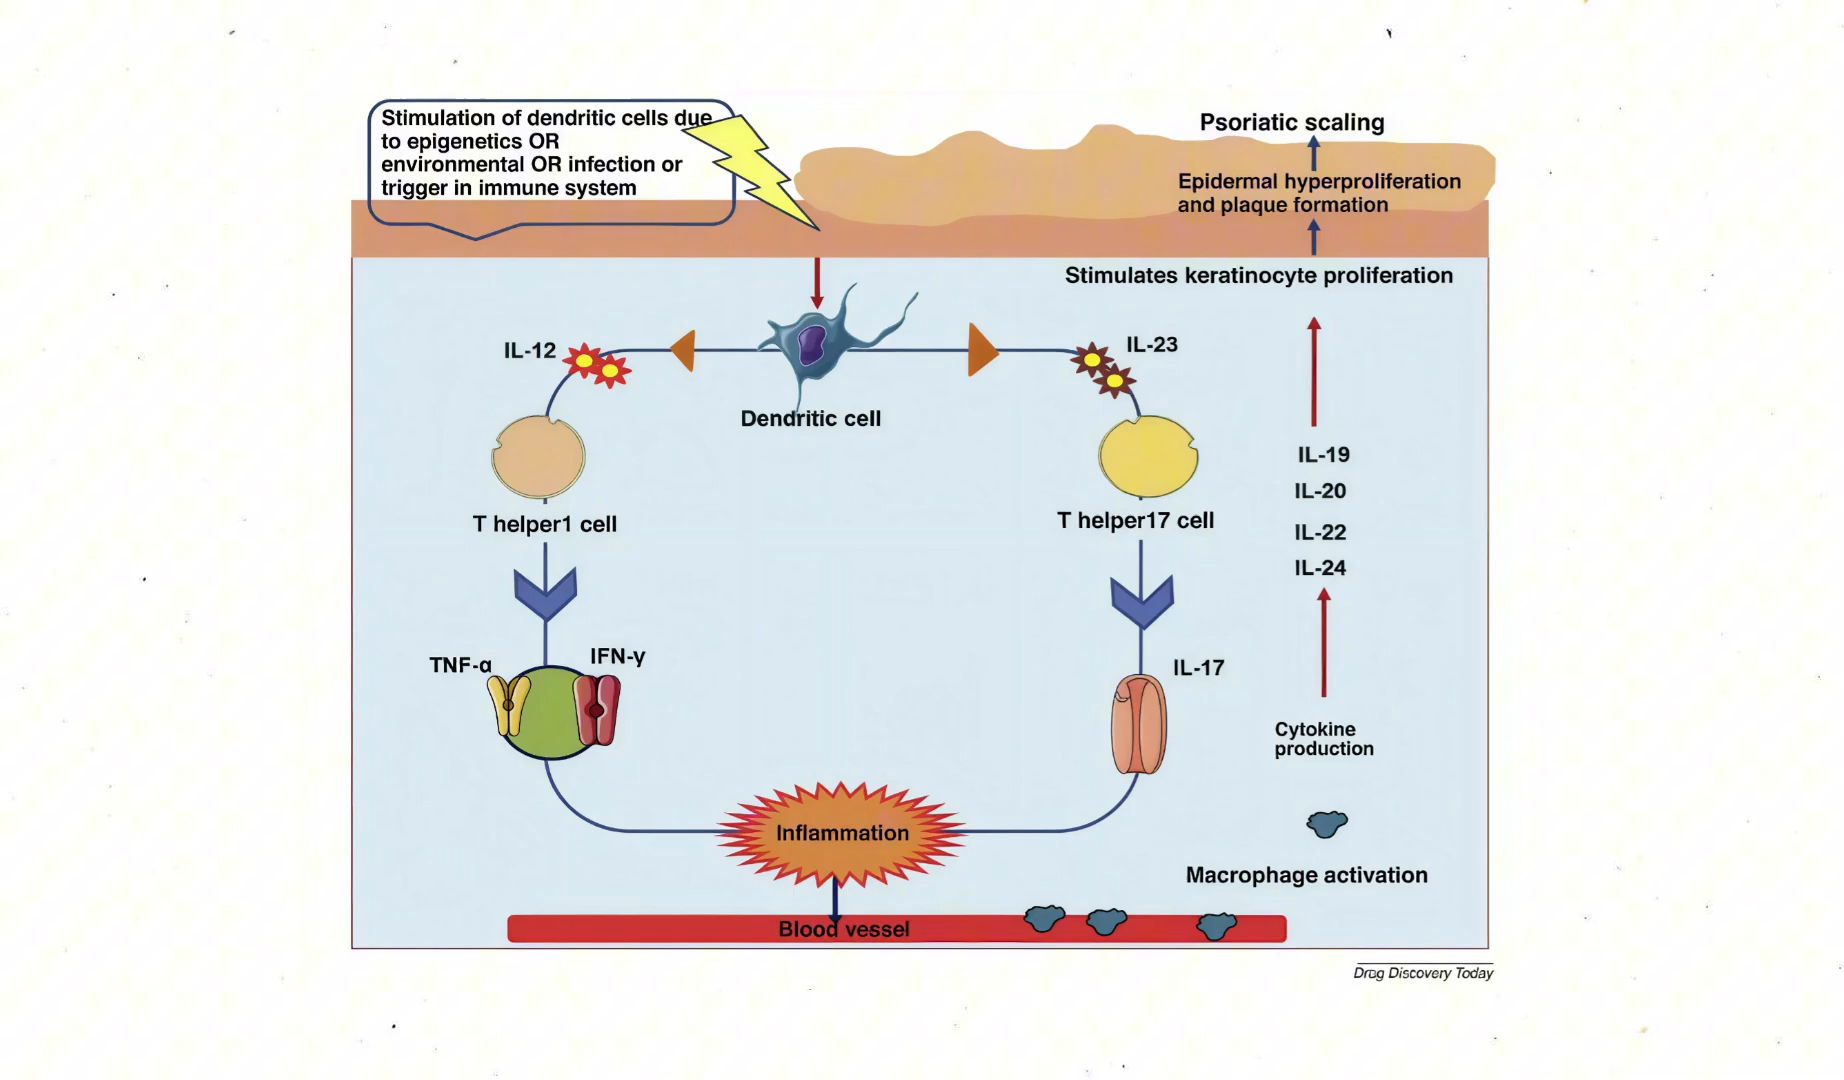 Stimulation of dendritic cells due
to epigenetics OR
environmental OR infection or
trigger in immune system
Psoriatic scaling
Epidermal hyperproliferation
and plaque formation
Stimulates keratinocyte proliferation
IL-12
IL-23
Dendritic cell
T helper1 cell
T helper17 cell
IL-19
IL-20
IL-22
IL-24
TNF-α
IFN-γ
IL-17
Cytokine
production
Inflammation
Macrophage activation
Blood vessel
Drug Discovery Today